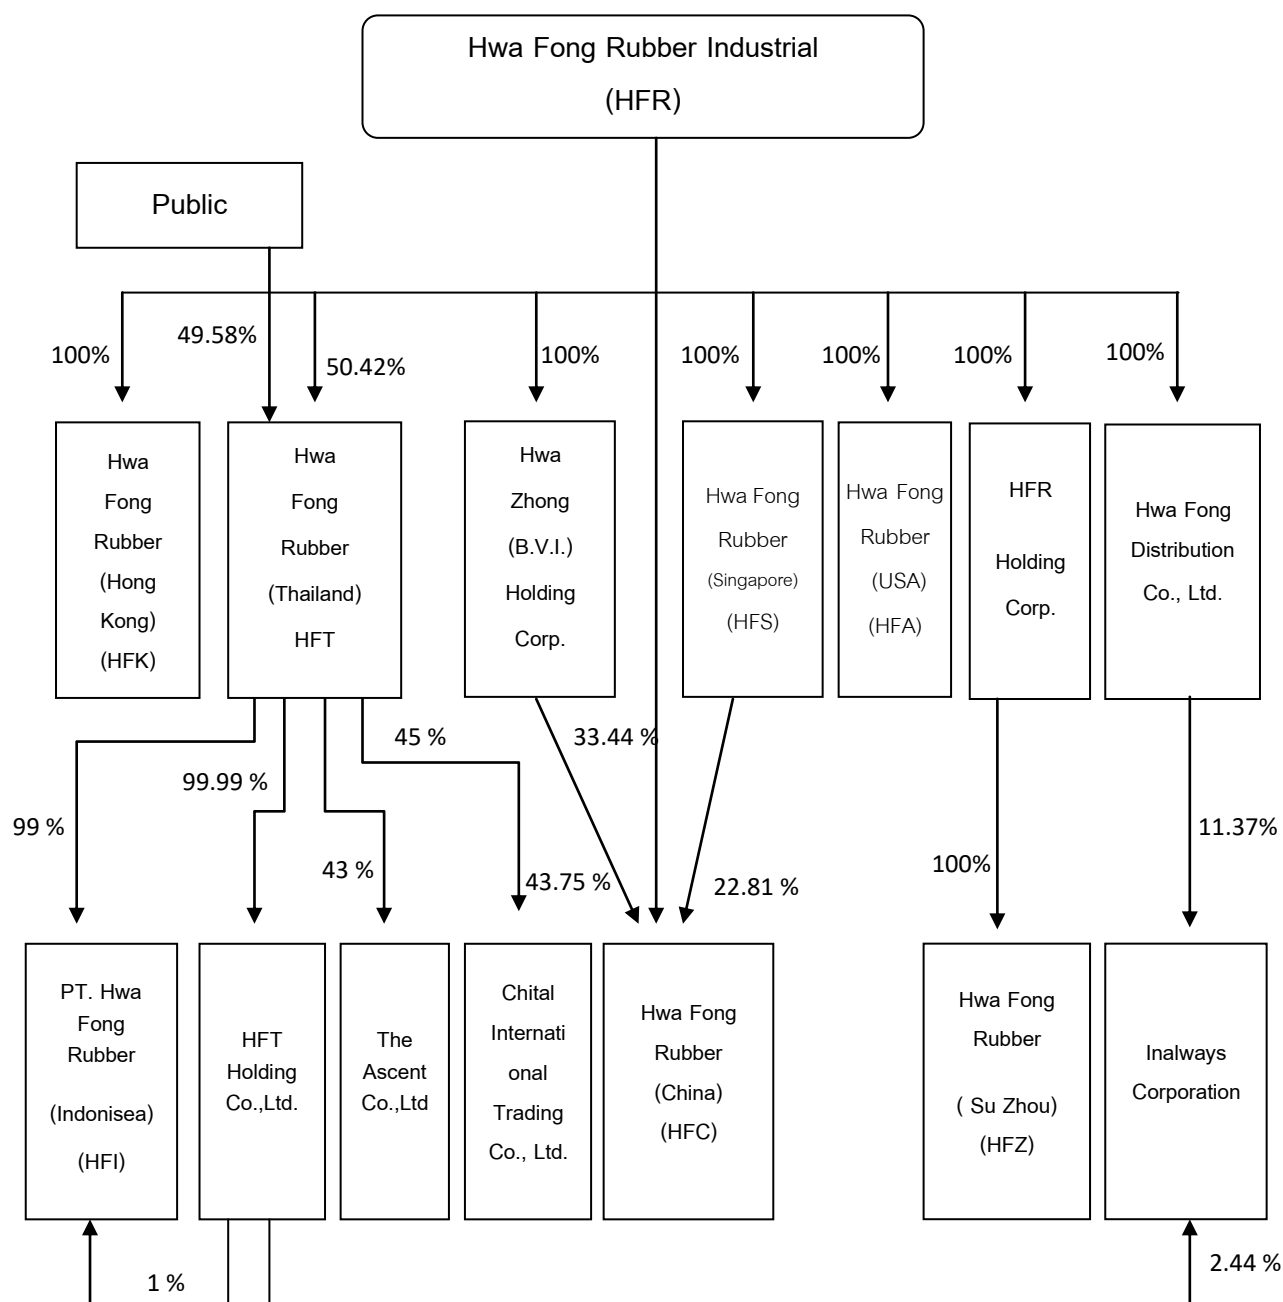 Hwa Fong Rubber Industrial
(HFR)
Public
49.58%
100%
50.42%
100%
100%
100%
100%
100%
Hwa
Fong
Rubber
(Hong
Kong)
(HFK)
Hwa
Fong
Rubber
(Thailand)
HFT
Hwa
Zhong
(B.V.I.)
Holding
Corp.
Hwa Fong
Rubber
(Singapore)
(HFS)
Hwa Fong
Rubber
(USA)
(HFA)
HFR
Holding
Corp.
Hwa Fong
Distribution
Co., Ltd.
45 %
33.44 %
99.99 %
99 %
43 %
43.75 %
22.81 %
100%
11.37%
PT. Hwa
Fong
Rubber
(Indonisea)
(HFI)
HFT
Holding
Co.,Ltd.
The
Ascent
Co.,Ltd
Chital
Internati
onal
Trading
Co., Ltd.
Hwa Fong
Rubber
(China)
(HFC)
Hwa Fong
Rubber
( Su Zhou)
(HFZ)
Inalways
Corporation
1 %
2.44 %